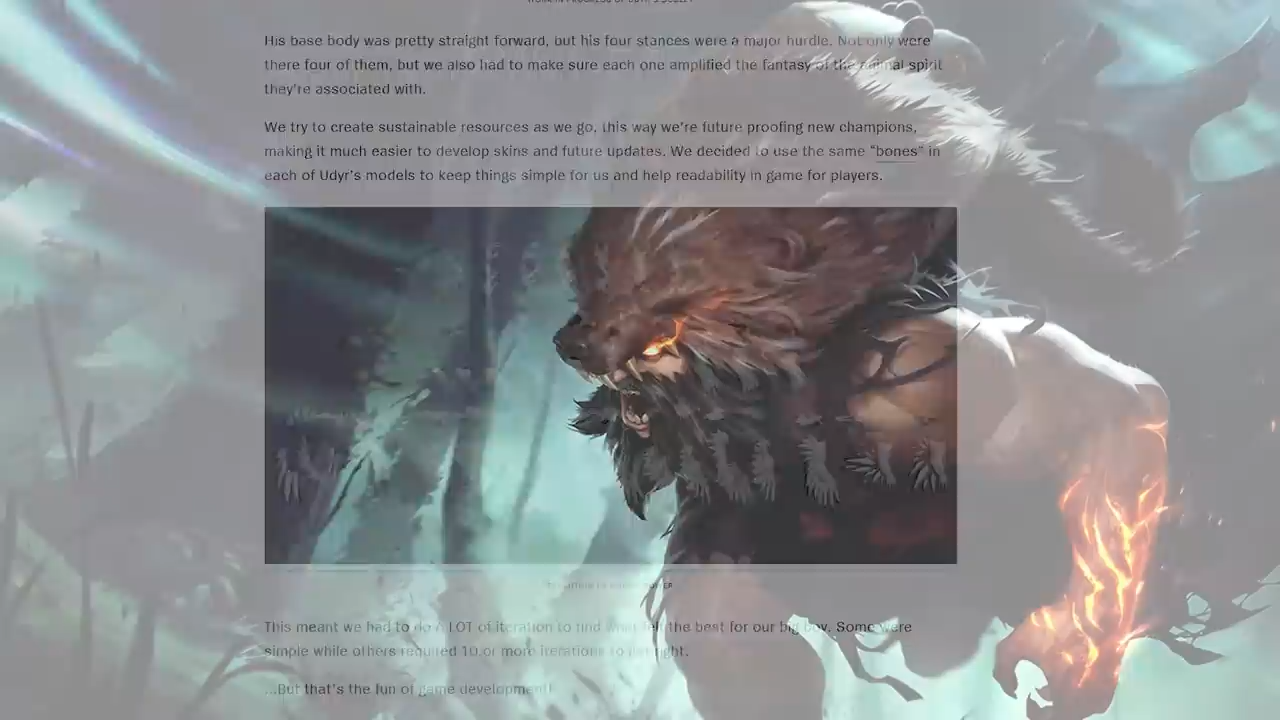 His base body was pretty straight forward, but his four stances were a major hurdle. Not only were
there four of them, but we also had to make sure each one amplified the fantasy of the animal spirit
they're associated with.
We try to create sustainable resources as we go, this way we're future proofing new champions,
making it much easier to develop skins and future updates. We decided to use the same "bones" in
each of Udyr's models to keep things simple for us and help readability in game for players.
This meant we had to do A LOT of iteration to find what felt the best for our big boy. Some were
simple while others required 10 or more iterations to get right.
...But that's the fun of game development!